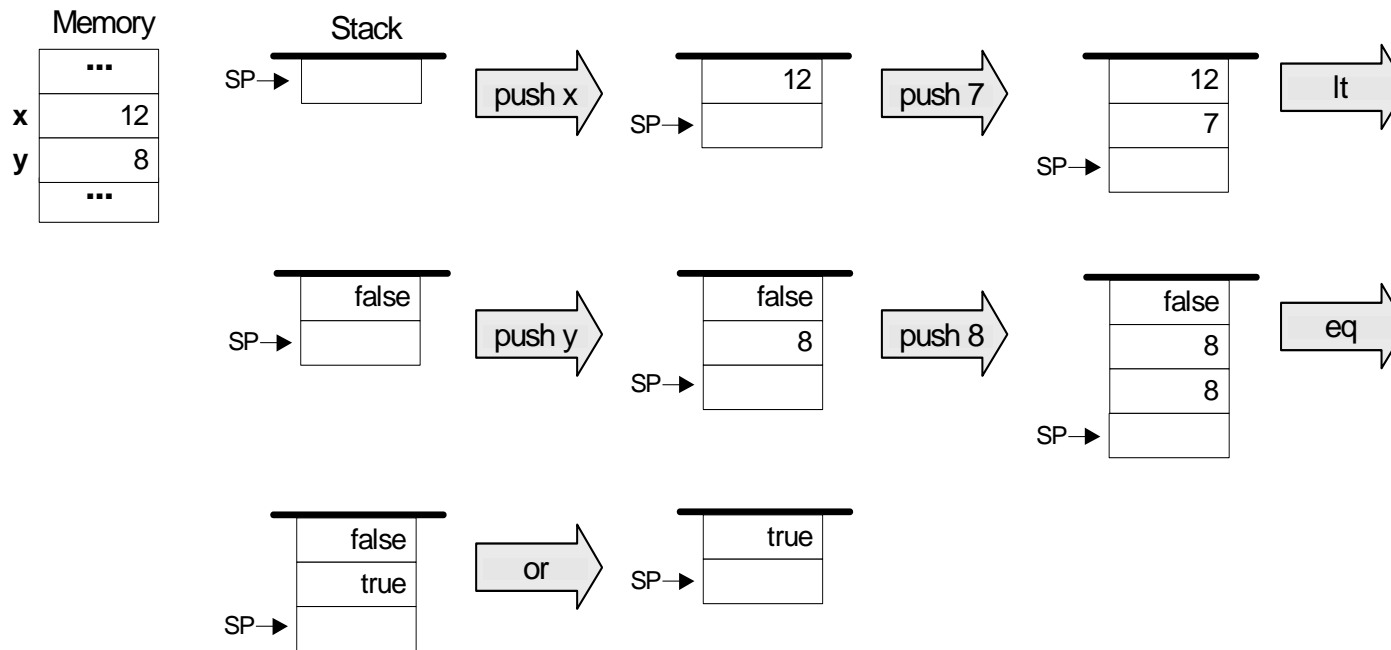 Memory
...
x 12
y 8
...
Stack
SP
push x
12
SP
push 7
12
7
SP
lt
false
SP
push y
false
8
SP
push 8
false
8
8
SP
eq
false
true
SP
or
true
SP